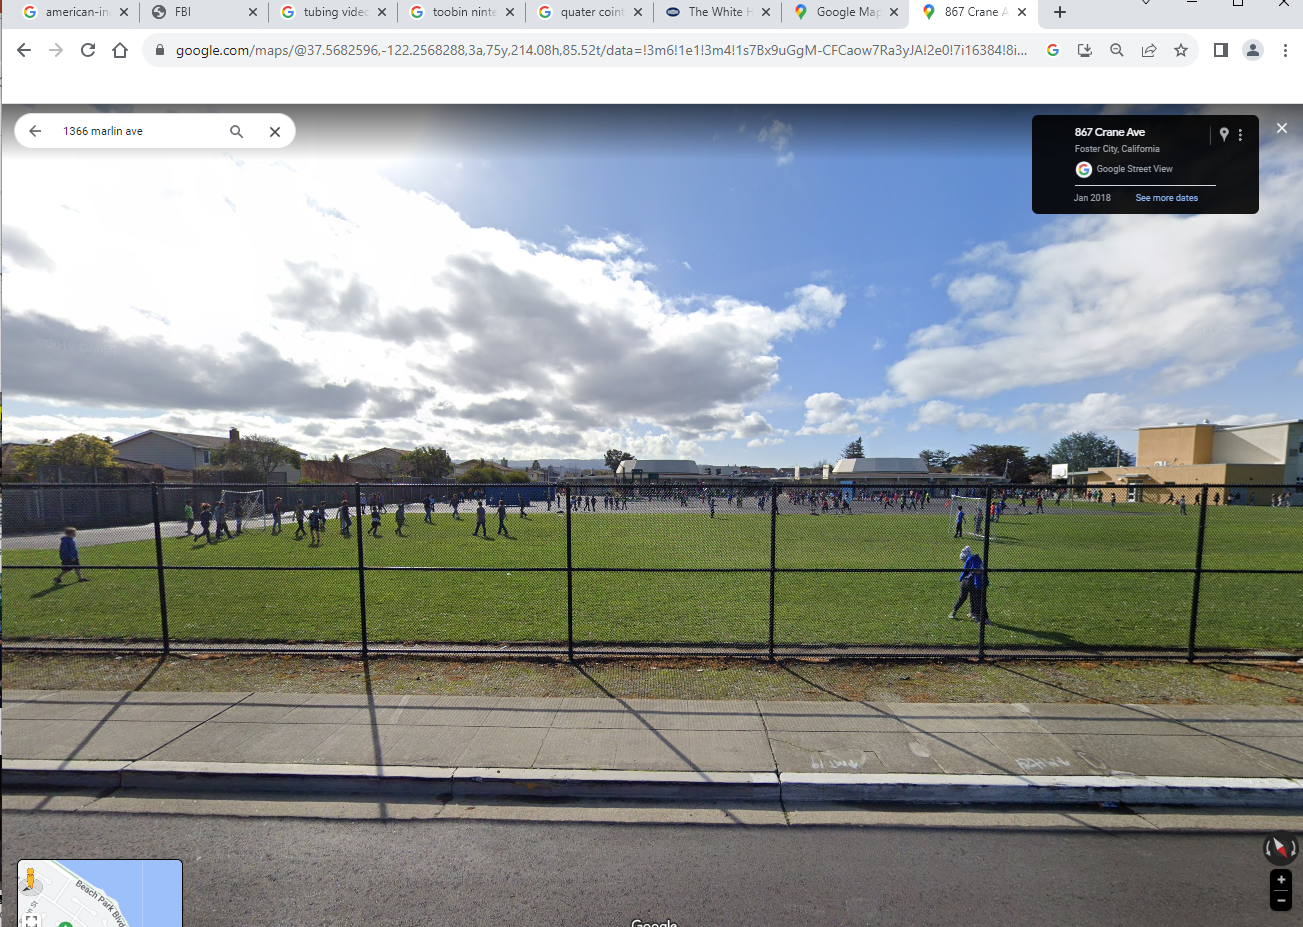 american-in
FBI
tubing video
toobin ninte
quater coint
The White H
Google Map
867 Crane A
google.com/maps/@37.5682596,-122.2568288,3a,75y,214.08h,85.52t/data=!3m6!1e1!3m4!1s7Bx9uGgM-CFCaow7Ra3yJA!2e0!7i16384!8i...
1366 marlin ave
867 Crane Ave
Foster City, California
Google Street View
Jan 2018
See more dates
Beach Park Blvd
Google